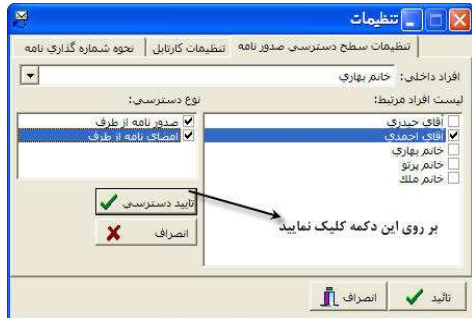 تنظیمات
تنظیمات سطح دسترسی صدور نامه
تنظیمات کارتابل
نحوه شماره گذاری نامه
افراد داخلی: خانم بهاری
لیست افراد مرتبط:
آقای حیدری
آقای احمدی
خانم بهاری
خانم پرتو
خانم ملک
نوع دسترسی:
صدور نامه از طرف
امضای نامه از طرف
تایید دسترسی
انصراف
بر روی این دکمه کلیک نمایید
تائید
انصراف